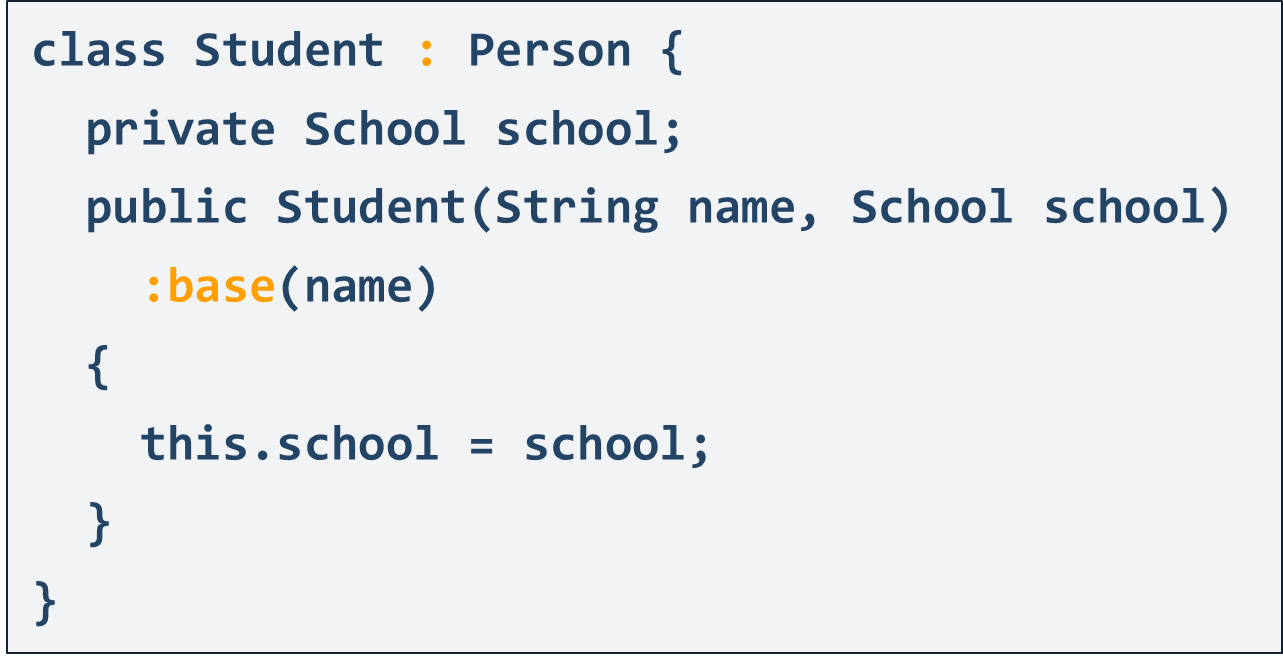 class Student : Person {
  private School school;
  public Student(String name, School school)
    :base(name)
  {
    this.school = school;
  }
}